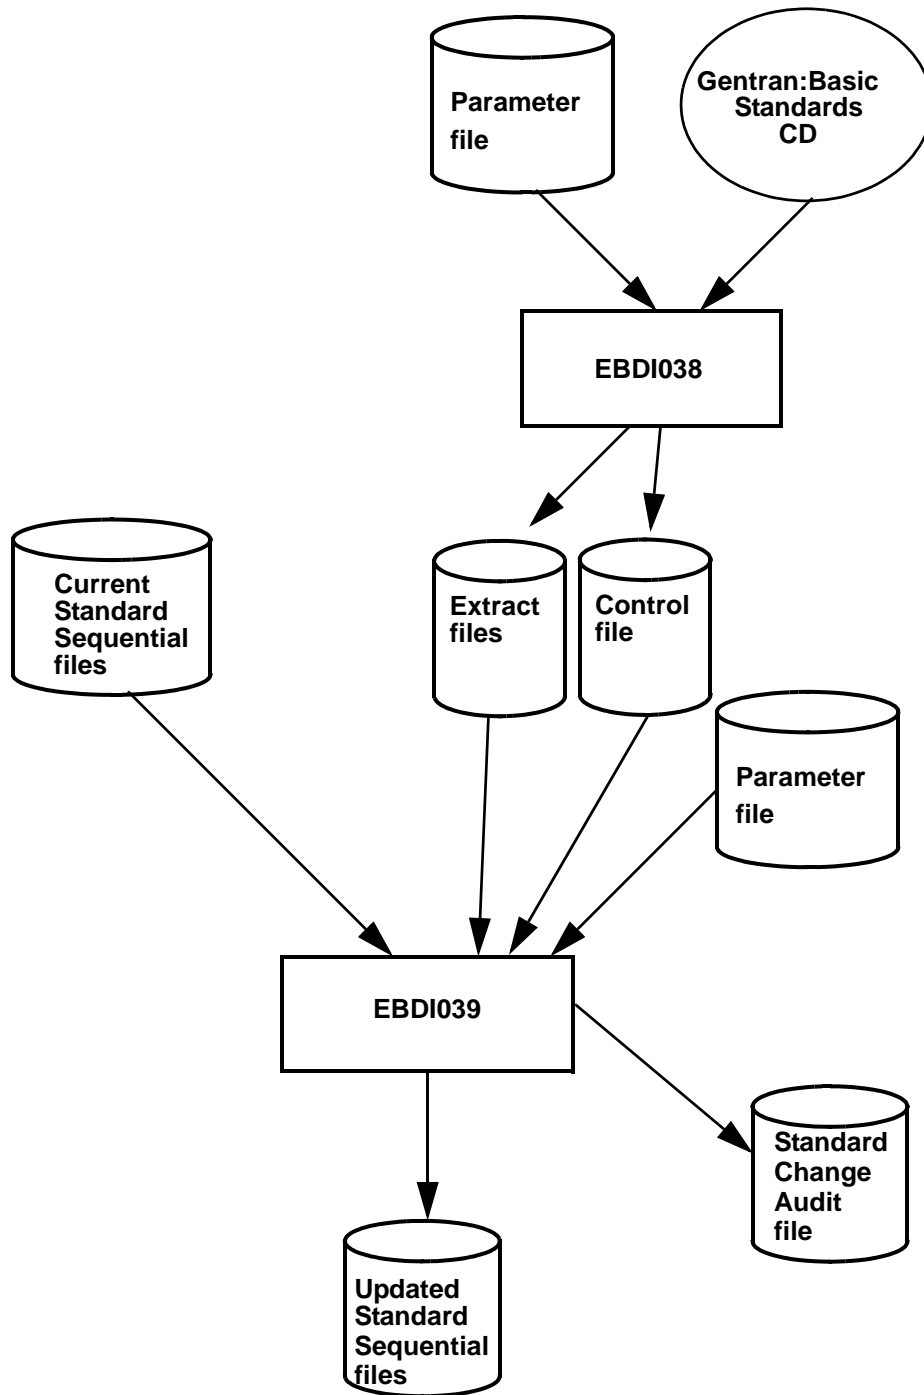 Parameter
file
Gentran:Basic
Standards
CD
EBDI038
Current
Standard
Sequential
files
Extract
files
Control
file
Parameter
file
EBDI039
Standard
Change
Audit
file
Updated
Standard
Sequential
files